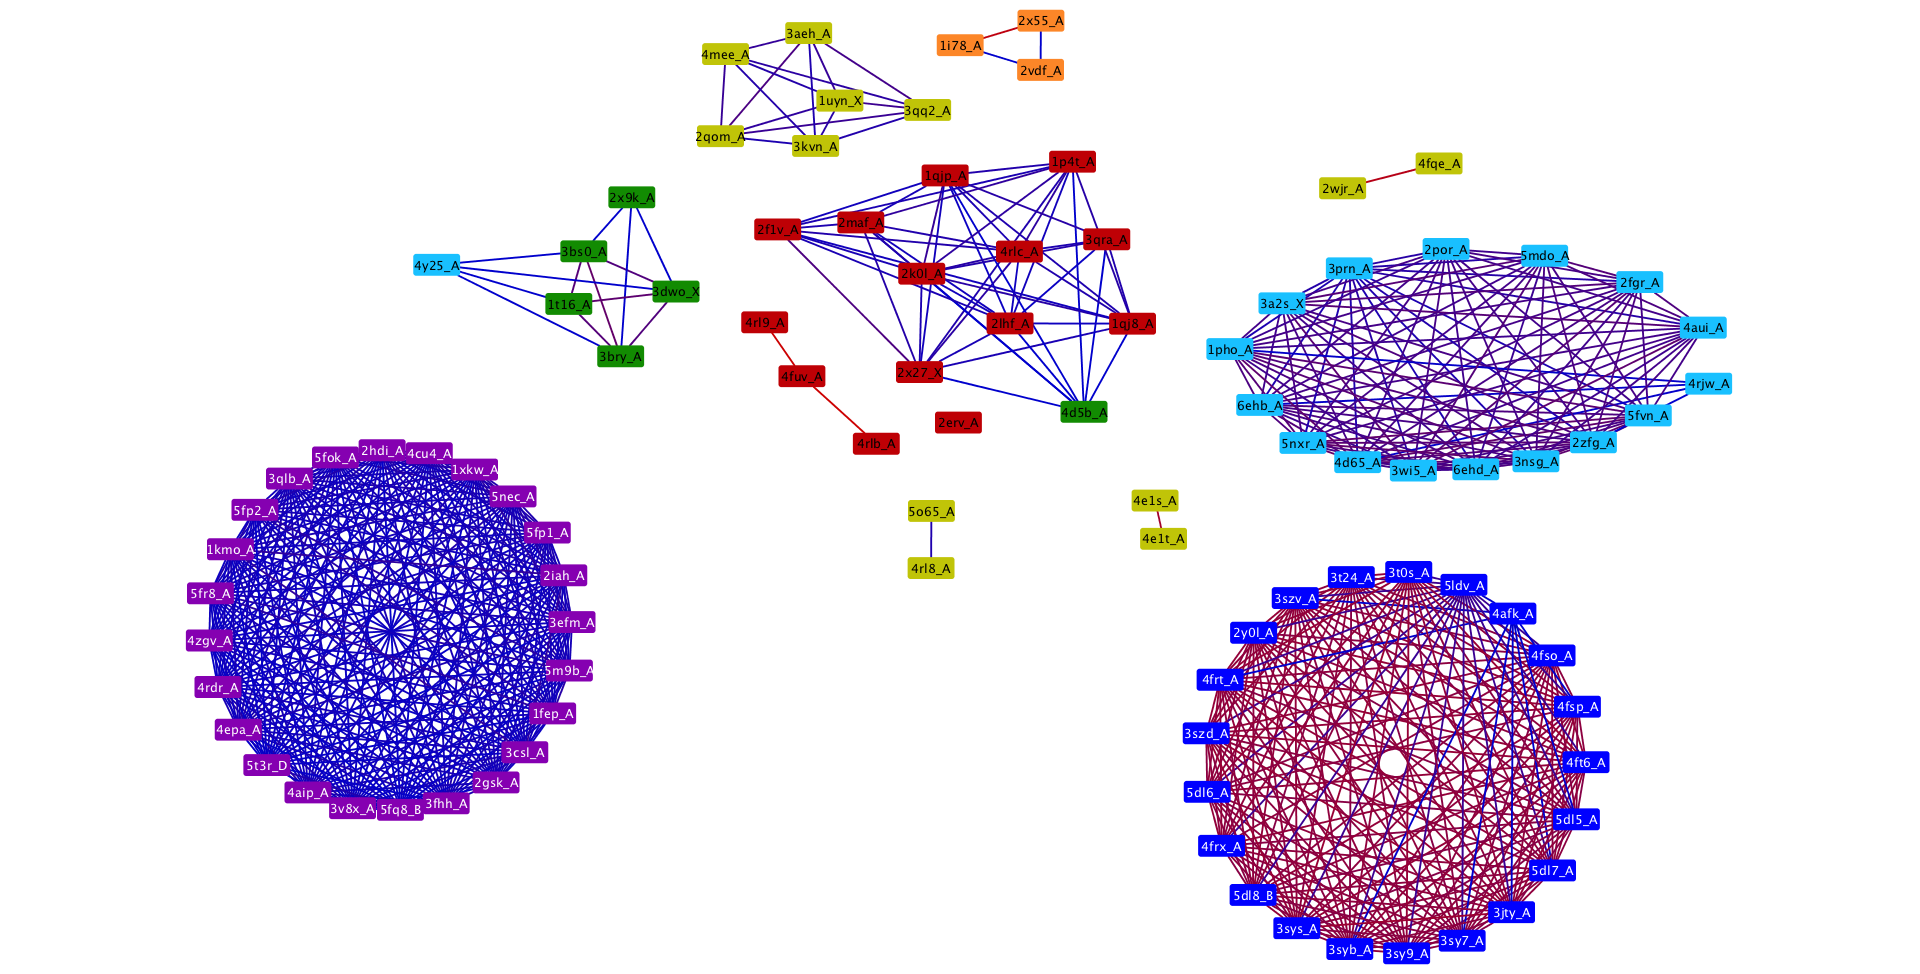 2x55_A
1i78_A
2vdf_A
3aeh_A
4mee_A
1uyn_X
3qq2_A
2qom_A
3kvn_A
1p4t_A
1qjp_A
2maf_A
2f1v_A
3qra_A
4rlc_A
2k0l_A
2lhf_A
1qj8_A
2x27_X
4d5b_A
4fqe_A
2wjr_A
2x9k_A
3bs0_A
4y25_A
3dwo_X
1t16_A
3bry_A
4rl9_A
4fuv_A
4rlb_A
2erv_A
2por_A
5mdo_A
3prn_A
2fgr_A
3a2s_X
4aui_A
1pho_A
4rjw_A
6ehb_A
5fvn_A
5nxr_A
2zfg_A
4d65_A
3wi5_A
6ehd_A
3nsg_A
2hdi_A
4cu4_A
5fok_A
1xkw_A
3qlb_A
5nec_A
5fp2_A
5fp1_A
1kmo_A
2iah_A
5fr8_A
3efm_A
4zgv_A
5m9b_A
4rdr_A
1fep_A
4epa_A
3csl_A
5t3r_D
2gsk_A
4aip_A
3v8x_A
5fq8_B
3fhh_A
5o65_A
4rl8_A
4e1s_A
4e1t_A
3t0s_A
3t24_A
5ldv_A
3szv_A
4afk_A
2y0l_A
4fso_A
4frt_A
4fsp_A
3szd_A
4ft6_A
5dl6_A
5dl5_A
4frx_A
5dl7_A
5dl8_B
3jty_A
3sys_A
3sy7_A
3syb_A
3sy9_A